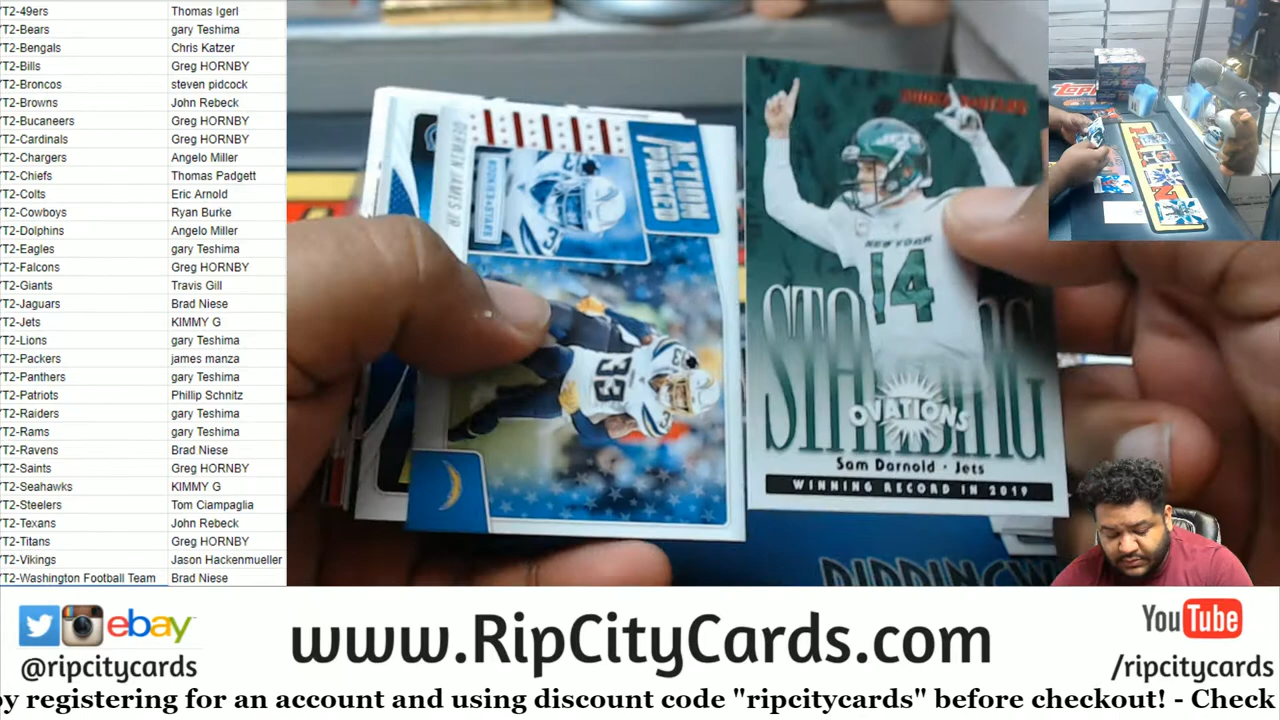 T2-49ers Thomas Igerl
T2-Bears gary Teshima
T2-Bengals Chris Katzer
T2-Bills Greg HORNBY
T2-Broncos steven pidcock
T2-Browns John Rebeck
T2-Bucaneers Greg HORNBY
T2-Cardinals Greg HORNBY
T2-Chargers Angelo Miller
T2-Chiefs Thomas Padgett
T2-Colts Eric Arnold
T2-Cowboys Ryan Burke
T2-Dolphins Angelo Miller
T2-Eagles gary Teshima
T2-Falcons Greg HORNBY
T2-Giants Travis Gill
T2-Jaguars Brad Niese
T2-Jets KIMMY G
T2-Lions gary Teshima
T2-Packers james manza
T2-Panthers gary Teshima
T2-Patriots Phillip Schnitz
T2-Raiders gary Teshima
T2-Rams gary Teshima
T2-Ravens Brad Niese
T2-Saints Greg HORNBY
T2-Seahawks KIMMY G
T2-Steelers Tom Ciampaglia
T2-Texans John Rebeck
T2-Titans Greg HORNBY
T2-Vikings Jason Hackenmueller
T2-Washington Football Team Brad Niese
ACTION
PACKED
DERWIN JAMES JR
33
NEW YORK
14
STANDING
OVATIONS
Sam Darnold · Jets
WINNING RECORD IN 2019
ebay
@ripcitycards
www.RipCityCards.com
YouTube
/ripcitycards
by registering for an account and using discount code "ripcitycards" before checkout! - Check